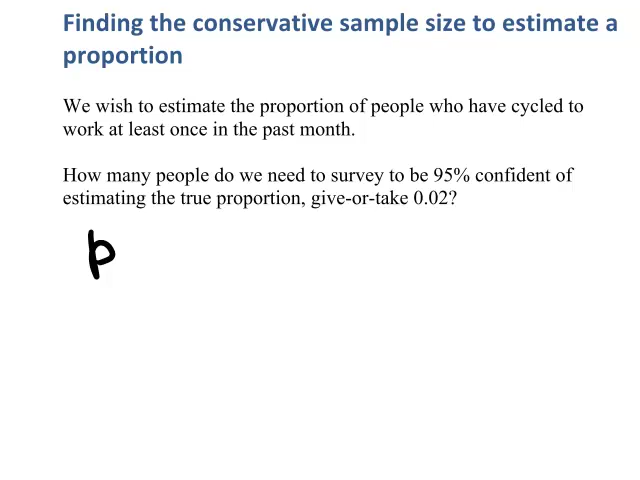 Finding the conservative sample size to estimate a
proportion
We wish to estimate the proportion of people who have cycled to
work at least once in the past month.
How many people do we need to survey to be 95% confident of
estimating the true proportion, give-or-take 0.02?
p